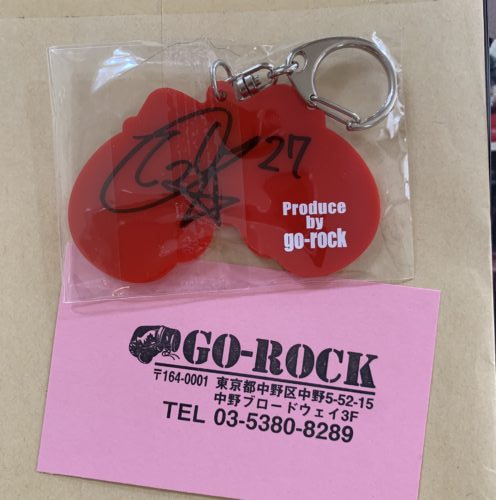 27
Produce
by
go-rock
GO-ROCK
〒164-0001 東京都中野区中野5-52-15
中野ブロードウェイ3F
TEL 03-5380-8289